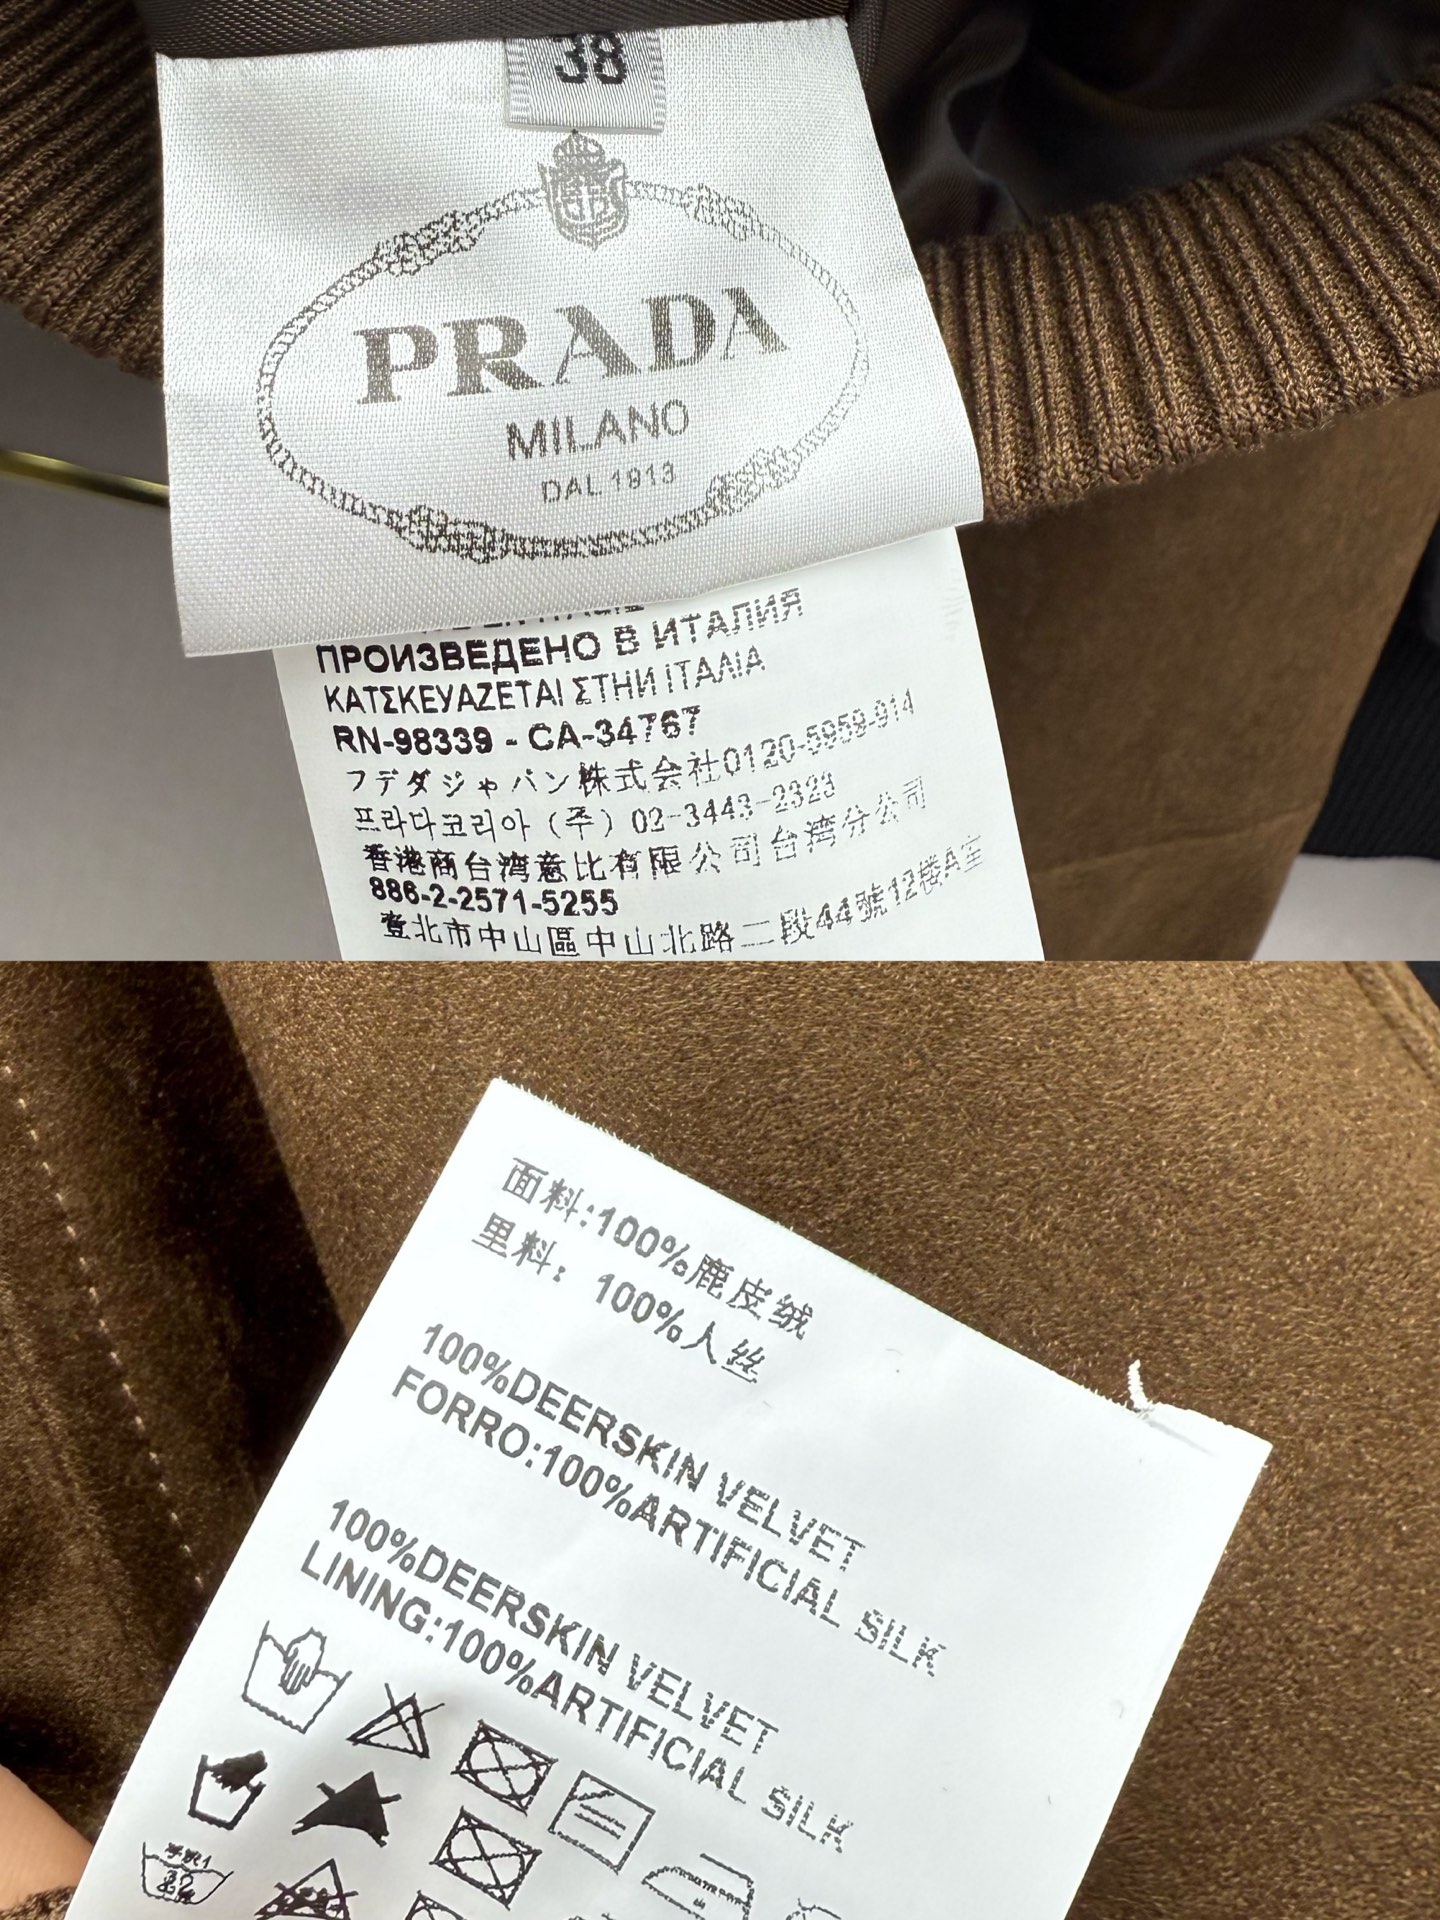 38
PRADA
MILANO
DAL 1913
ПРОИЗВЕДЕНО В ИТАЛИЯ
ΚΑΤΣΚΕΥΑΖΕΤΑΙ ΣΤΗΝ ΙΤΑΛΙΑ
RN-98339 - CA-34767
フデダジャパン株式会社0120-5959-914
프라다코리아 (주) 02-3443-2323
香港商台湾意比有限公司台湾分公司
886-2-2571-5255
臺北市中山區中山北路二段44號12楼A室
面料:100%鹿皮绒
里料: 100%人丝
100%DEERSKIN VELVET
FORRO:100%ARTIFICIAL SILK
100%DEERSKIN VELVET
LINING:100%ARTIFICIAL SILK